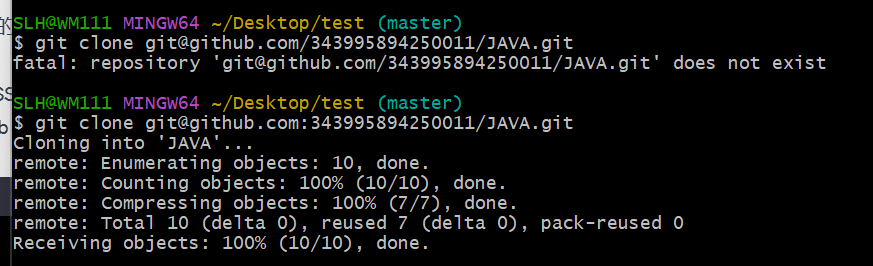 的
SLH@WM111 MINGW64 ~/Desktop/test (master)
$ git clone git@github.com/343995894250011/JAVA.git
fatal: repository 'git@github.com/343995894250011/JAVA.git' does not exist
SLH@WM111 MINGW64 ~/Desktop/test (master)
$ git clone git@github.com:343995894250011/JAVA.git
Cloning into 'JAVA'...
remote: Enumerating objects: 10, done.
remote: Counting objects: 100% (10/10), done.
remote: Compressing objects: 100% (7/7), done.
remote: Total 10 (delta 0), reused 7 (delta 0), pack-reused 0
Receiving objects: 100% (10/10), done.